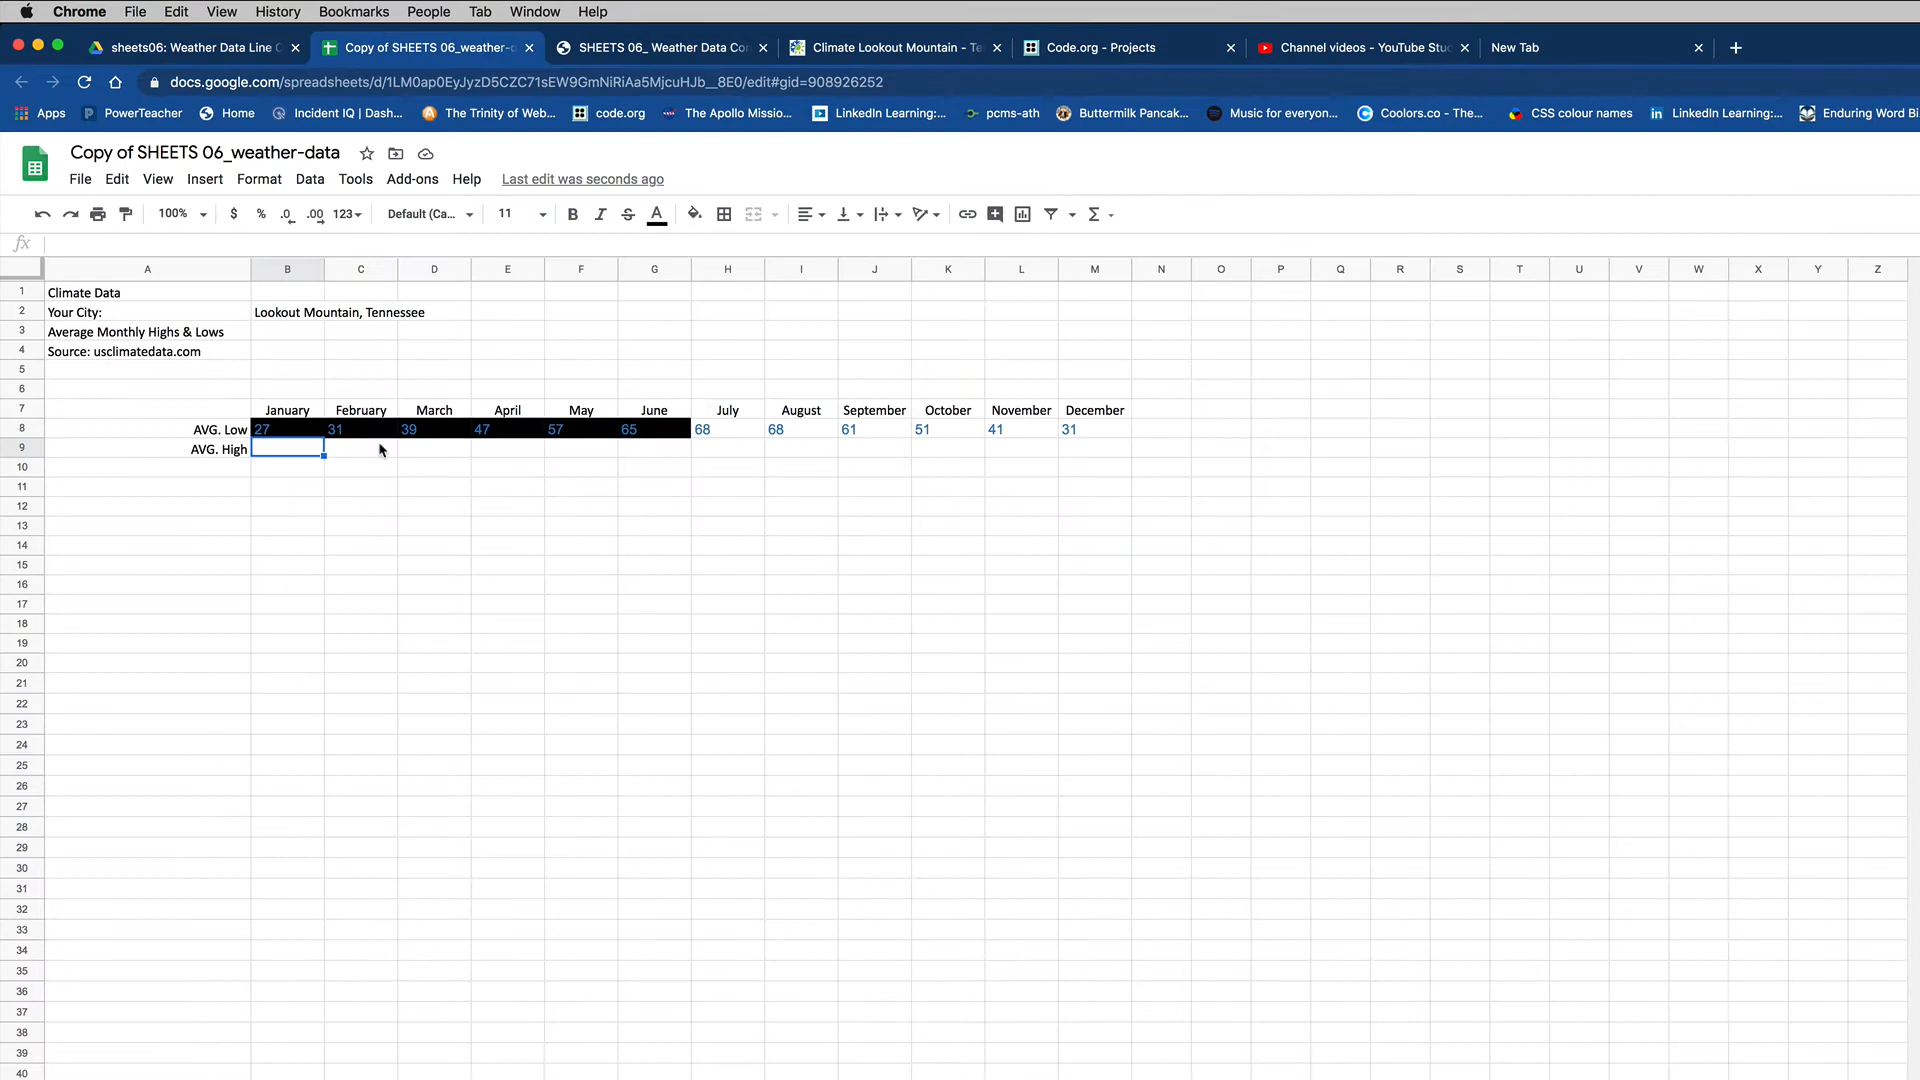 Chrome File Edit View History Bookmarks People Tab Window Help
sheets06: Weather Data Line Copy of SHEETS 06_weather- SHEETS 06_ Weather Data Co Climate Lookout Mountain - Te Code.org - Projects Channel videos - YouTube Stu New Tab
docs.google.com/spreadsheets/d/1LM0ap0EyJyzD5CZC71sEW9GmNiRiAa5MjcuHJb__8E0/edit#gid=908926252
Apps PowerTeacher Home Incident IQ | Dash... The Trinity of Web... code.org The Apollo Missio... LinkedIn Learning:... pcms-ath Buttermilk Pancak... Music for everyon... Coolors.co - The... CSS colour names LinkedIn Learning:... Enduring Word Bi
Copy of SHEETS 06_weather-data
File Edit View Insert Format Data Tools Add-ons Help Last edit was seconds ago
100% $ % .0 .00 123 Default (Ca... 11 B I S A Σ
fx
A B C D E F G H I J K L M N O P Q R S T U V W X Y Z
1 Climate Data
2 Your City: Lookout Mountain, Tennessee
3 Average Monthly Highs & Lows
4 Source: usclimatedata.com
5
6
7 January February March April May June July August September October November December
8 AVG. Low 27 31 39 47 57 65 68 68 61 51 41 31
9 AVG. High
10
11
12
13
14
15
16
17
18
19
20
21
22
23
24
25
26
27
28
29
30
31
32
33
34
35
36
37
38
39
40